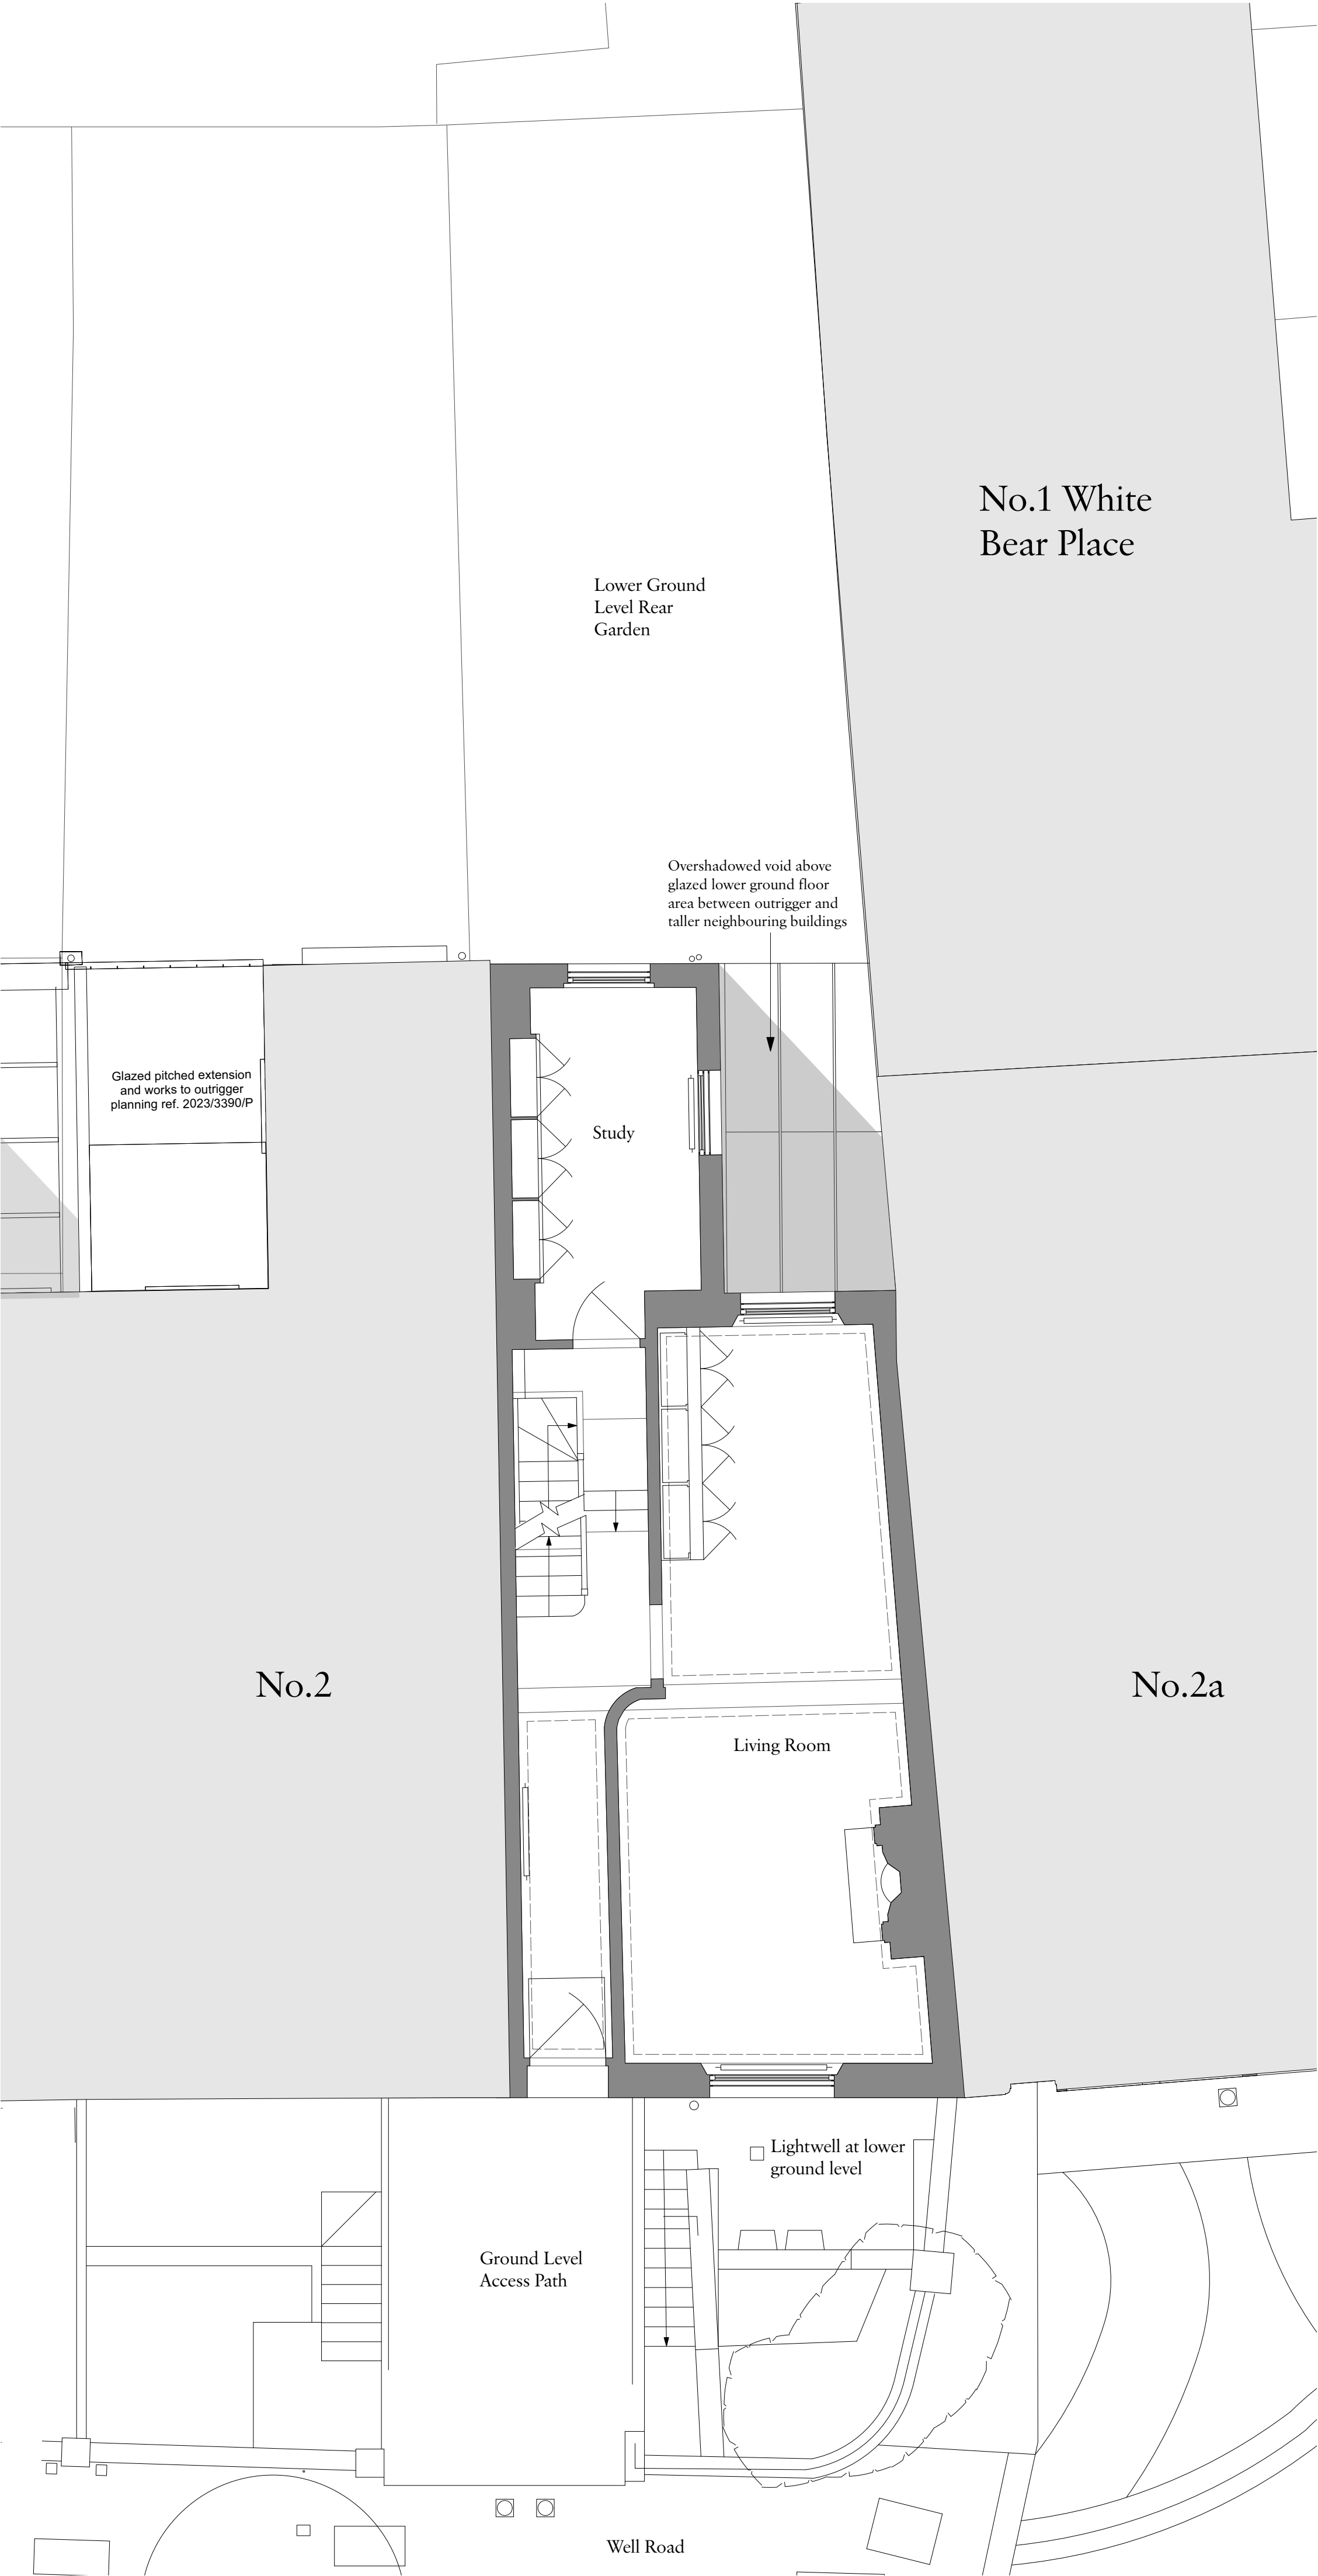 No.1 White
Bear Place
Lower Ground
Level Rear
Garden
Overshadowed void above
glazed lower ground floor
area between outrigger and
taller neighbouring buildings
Glazed pitched extension
and works to outrigger
planning ref. 2023/3390/P
Study
No.2
No.2a
Living Room
Lightwell at lower
ground level
Ground Level
Access Path
Well Road